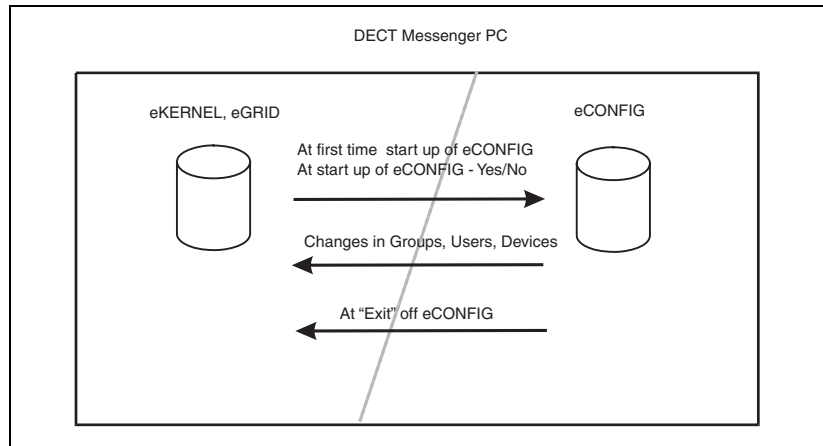 DECT Messenger PC
eKERNEL, eGRID
eCONFIG
At first time start up of eCONFIG
At start up of eCONFIG - Yes/No
Changes in Groups, Users, Devices
At “Exit” off eCONFIG